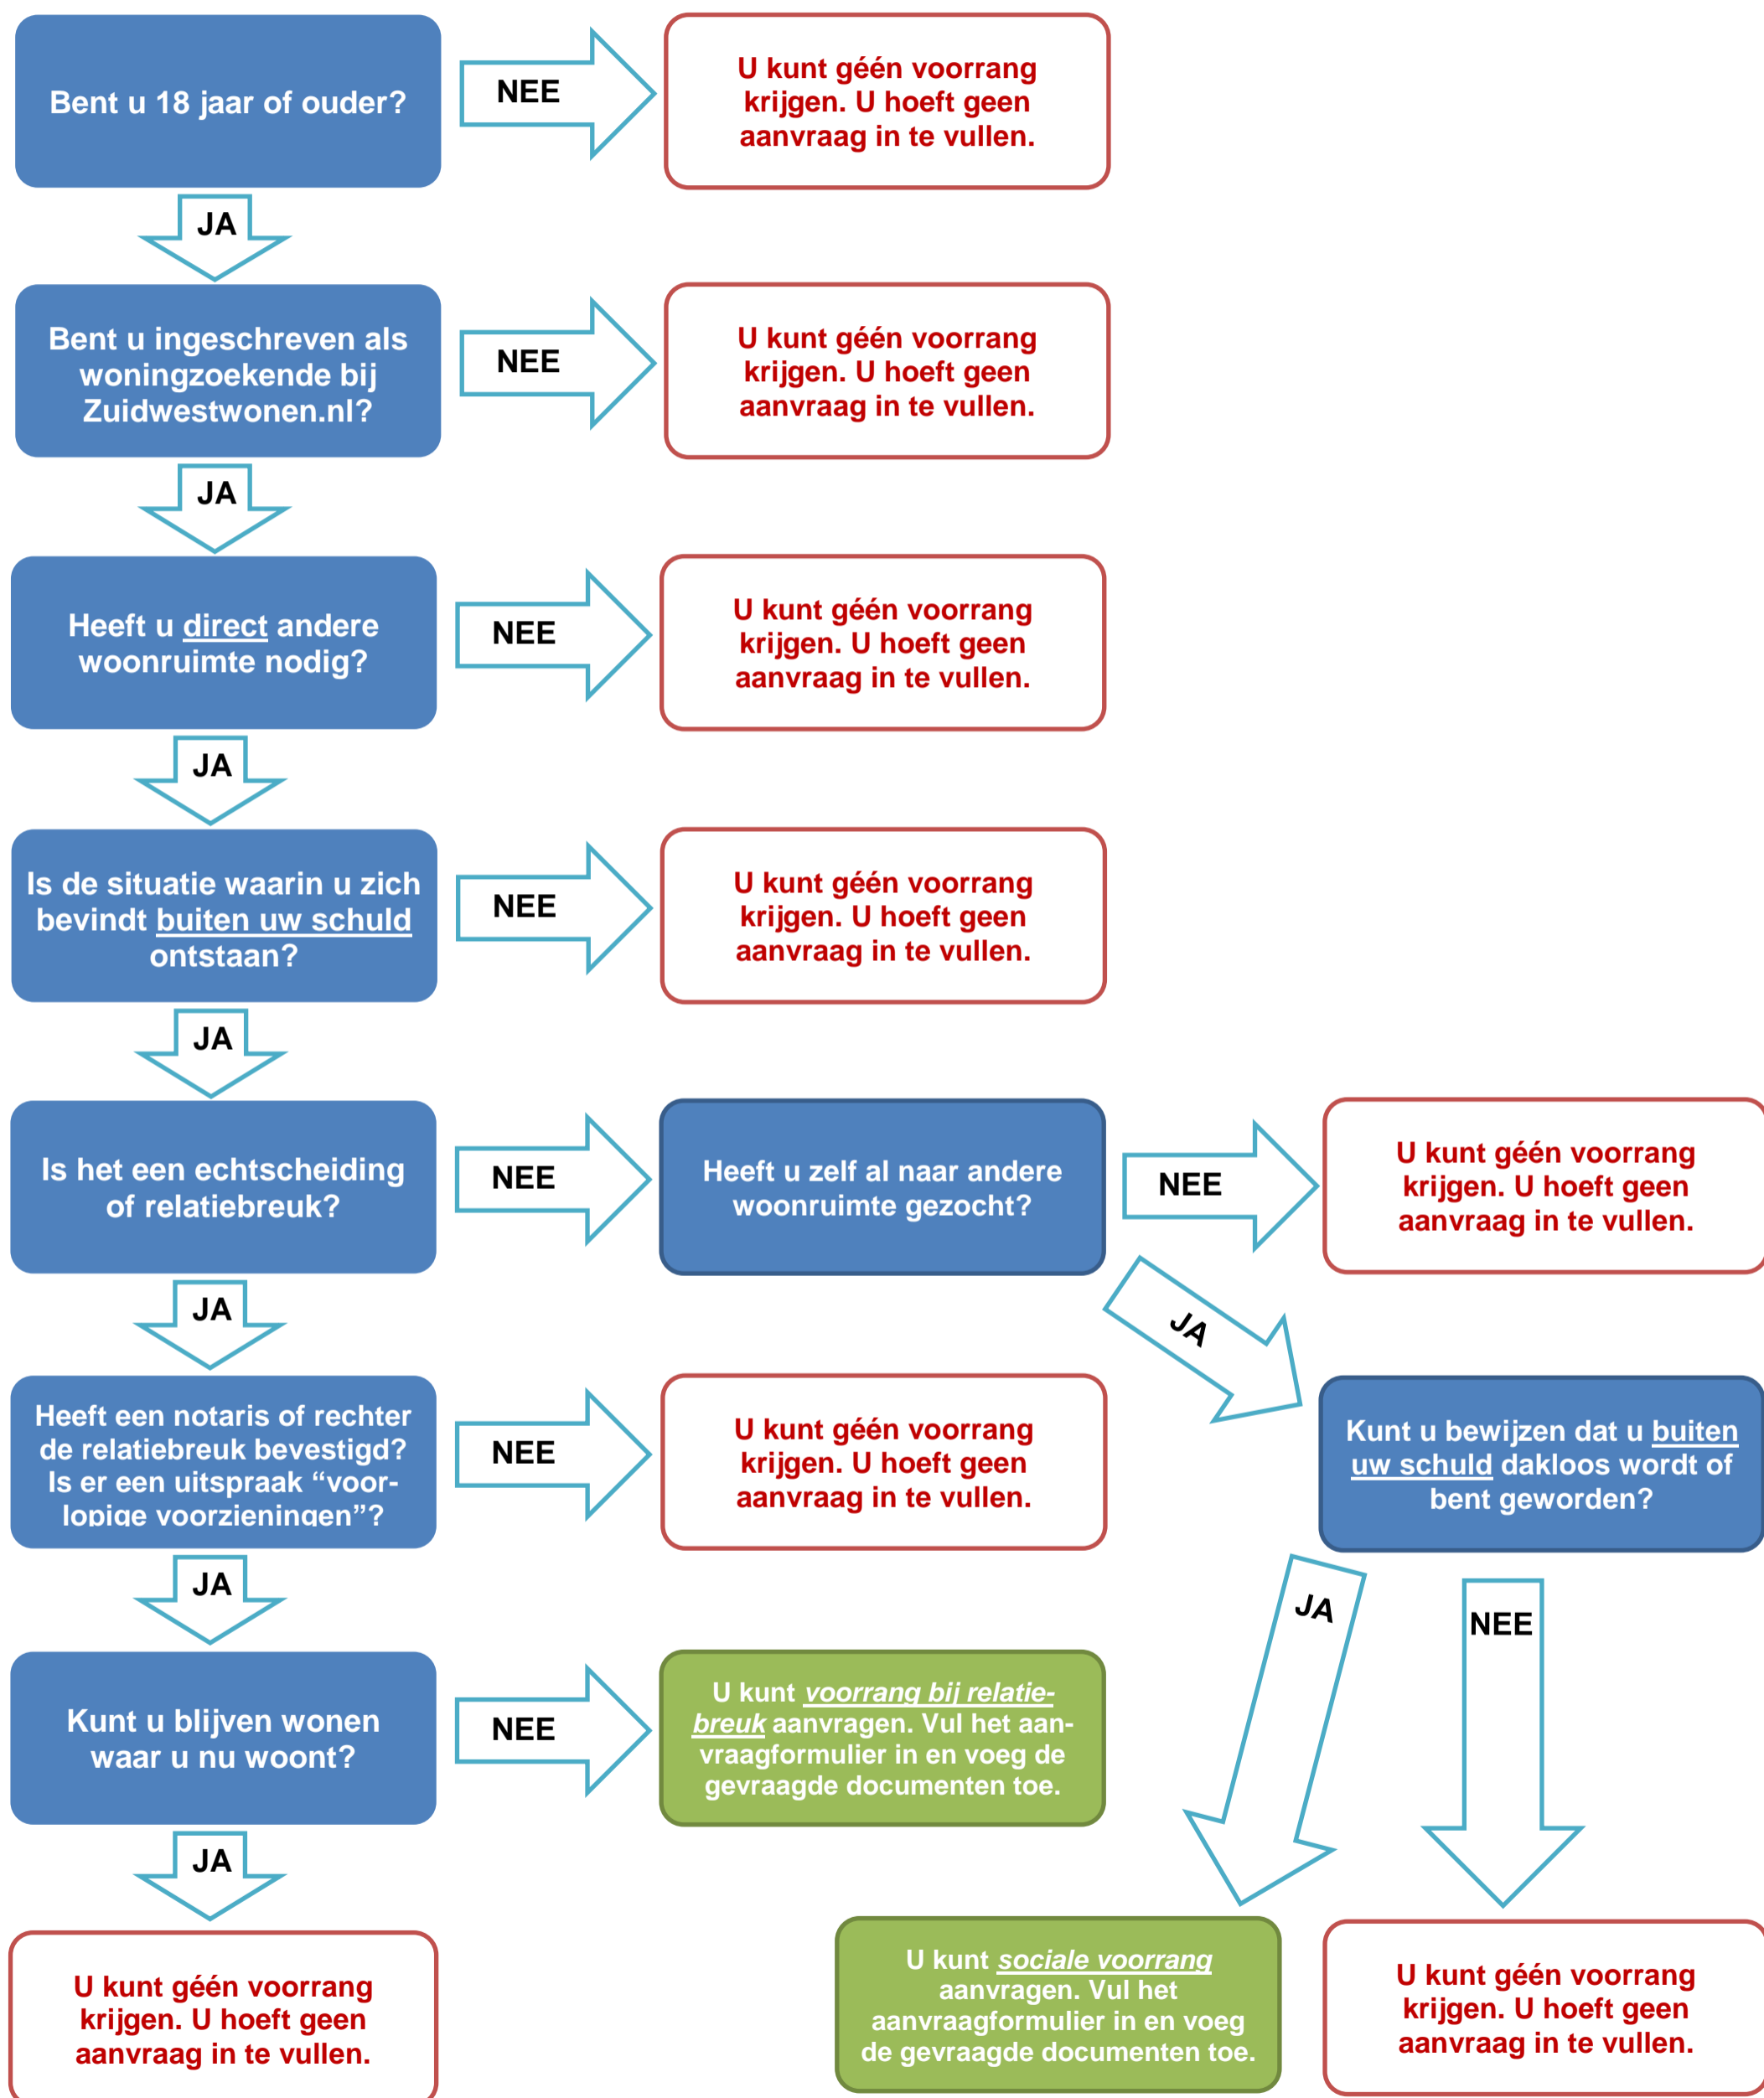 Bent u 18 jaar of ouder?
NEE
U kunt géén voorrang
krijgen. U hoeft geen
aanvraag in te vullen.
JA
Bent u ingeschreven als
woningzoekende bij
Zuidwestwonen.nl?
NEE
U kunt géén voorrang
krijgen. U hoeft geen
aanvraag in te vullen.
JA
Heeft u direct andere
woonruimte nodig?
NEE
U kunt géén voorrang
krijgen. U hoeft geen
aanvraag in te vullen.
JA
Is de situatie waarin u zich
bevindt buiten uw schuld
ontstaan?
NEE
U kunt géén voorrang
krijgen. U hoeft geen
aanvraag in te vullen.
JA
Is het een echtscheiding
of relatiebreuk?
NEE
Heeft u zelf al naar andere
woonruimte gezocht?
NEE
U kunt géén voorrang
krijgen. U hoeft geen
aanvraag in te vullen.
JA
JA
Heeft een notaris of rechter
de relatiebreuk bevestigd?
Is er een uitspraak “voor-
lopige voorzieningen”?
NEE
U kunt géén voorrang
krijgen. U hoeft geen
aanvraag in te vullen.
Kunt u bewijzen dat u buiten
uw schuld dakloos wordt of
bent geworden?
JA
JA
NEE
Kunt u blijven wonen
waar u nu woont?
NEE
U kunt voorrang bij relatie-
breuk aanvragen. Vul het aan-
vraagformulier in en voeg de
gevraagde documenten toe.
JA
U kunt géén voorrang
krijgen. U hoeft geen
aanvraag in te vullen.
U kunt sociale voorrang
aanvragen. Vul het
aanvraagformulier in en voeg
de gevraagde documenten toe.
U kunt géén voorrang
krijgen. U hoeft geen
aanvraag in te vullen.